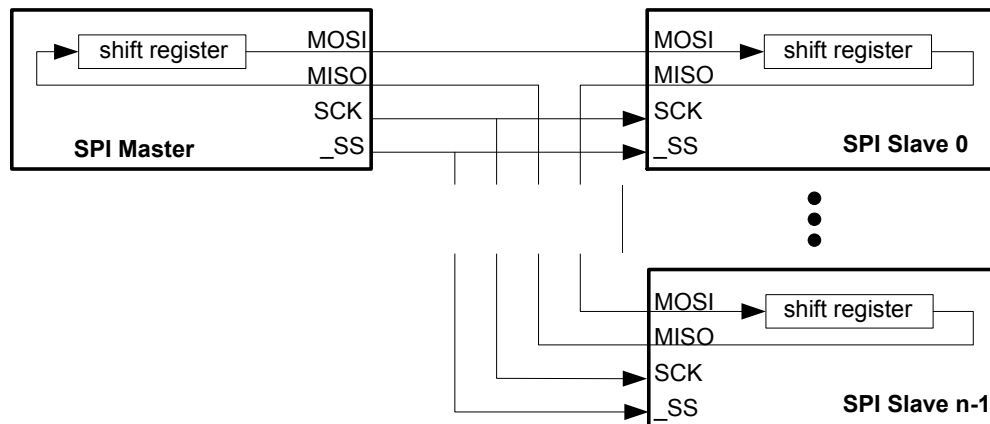 shift register
MOSI
MISO
SCK
_SS
SPI Master
MOSI
MISO
SCK
_SS
shift register
SPI Slave 0
MOSI
MISO
SCK
_SS
shift register
SPI Slave n-1